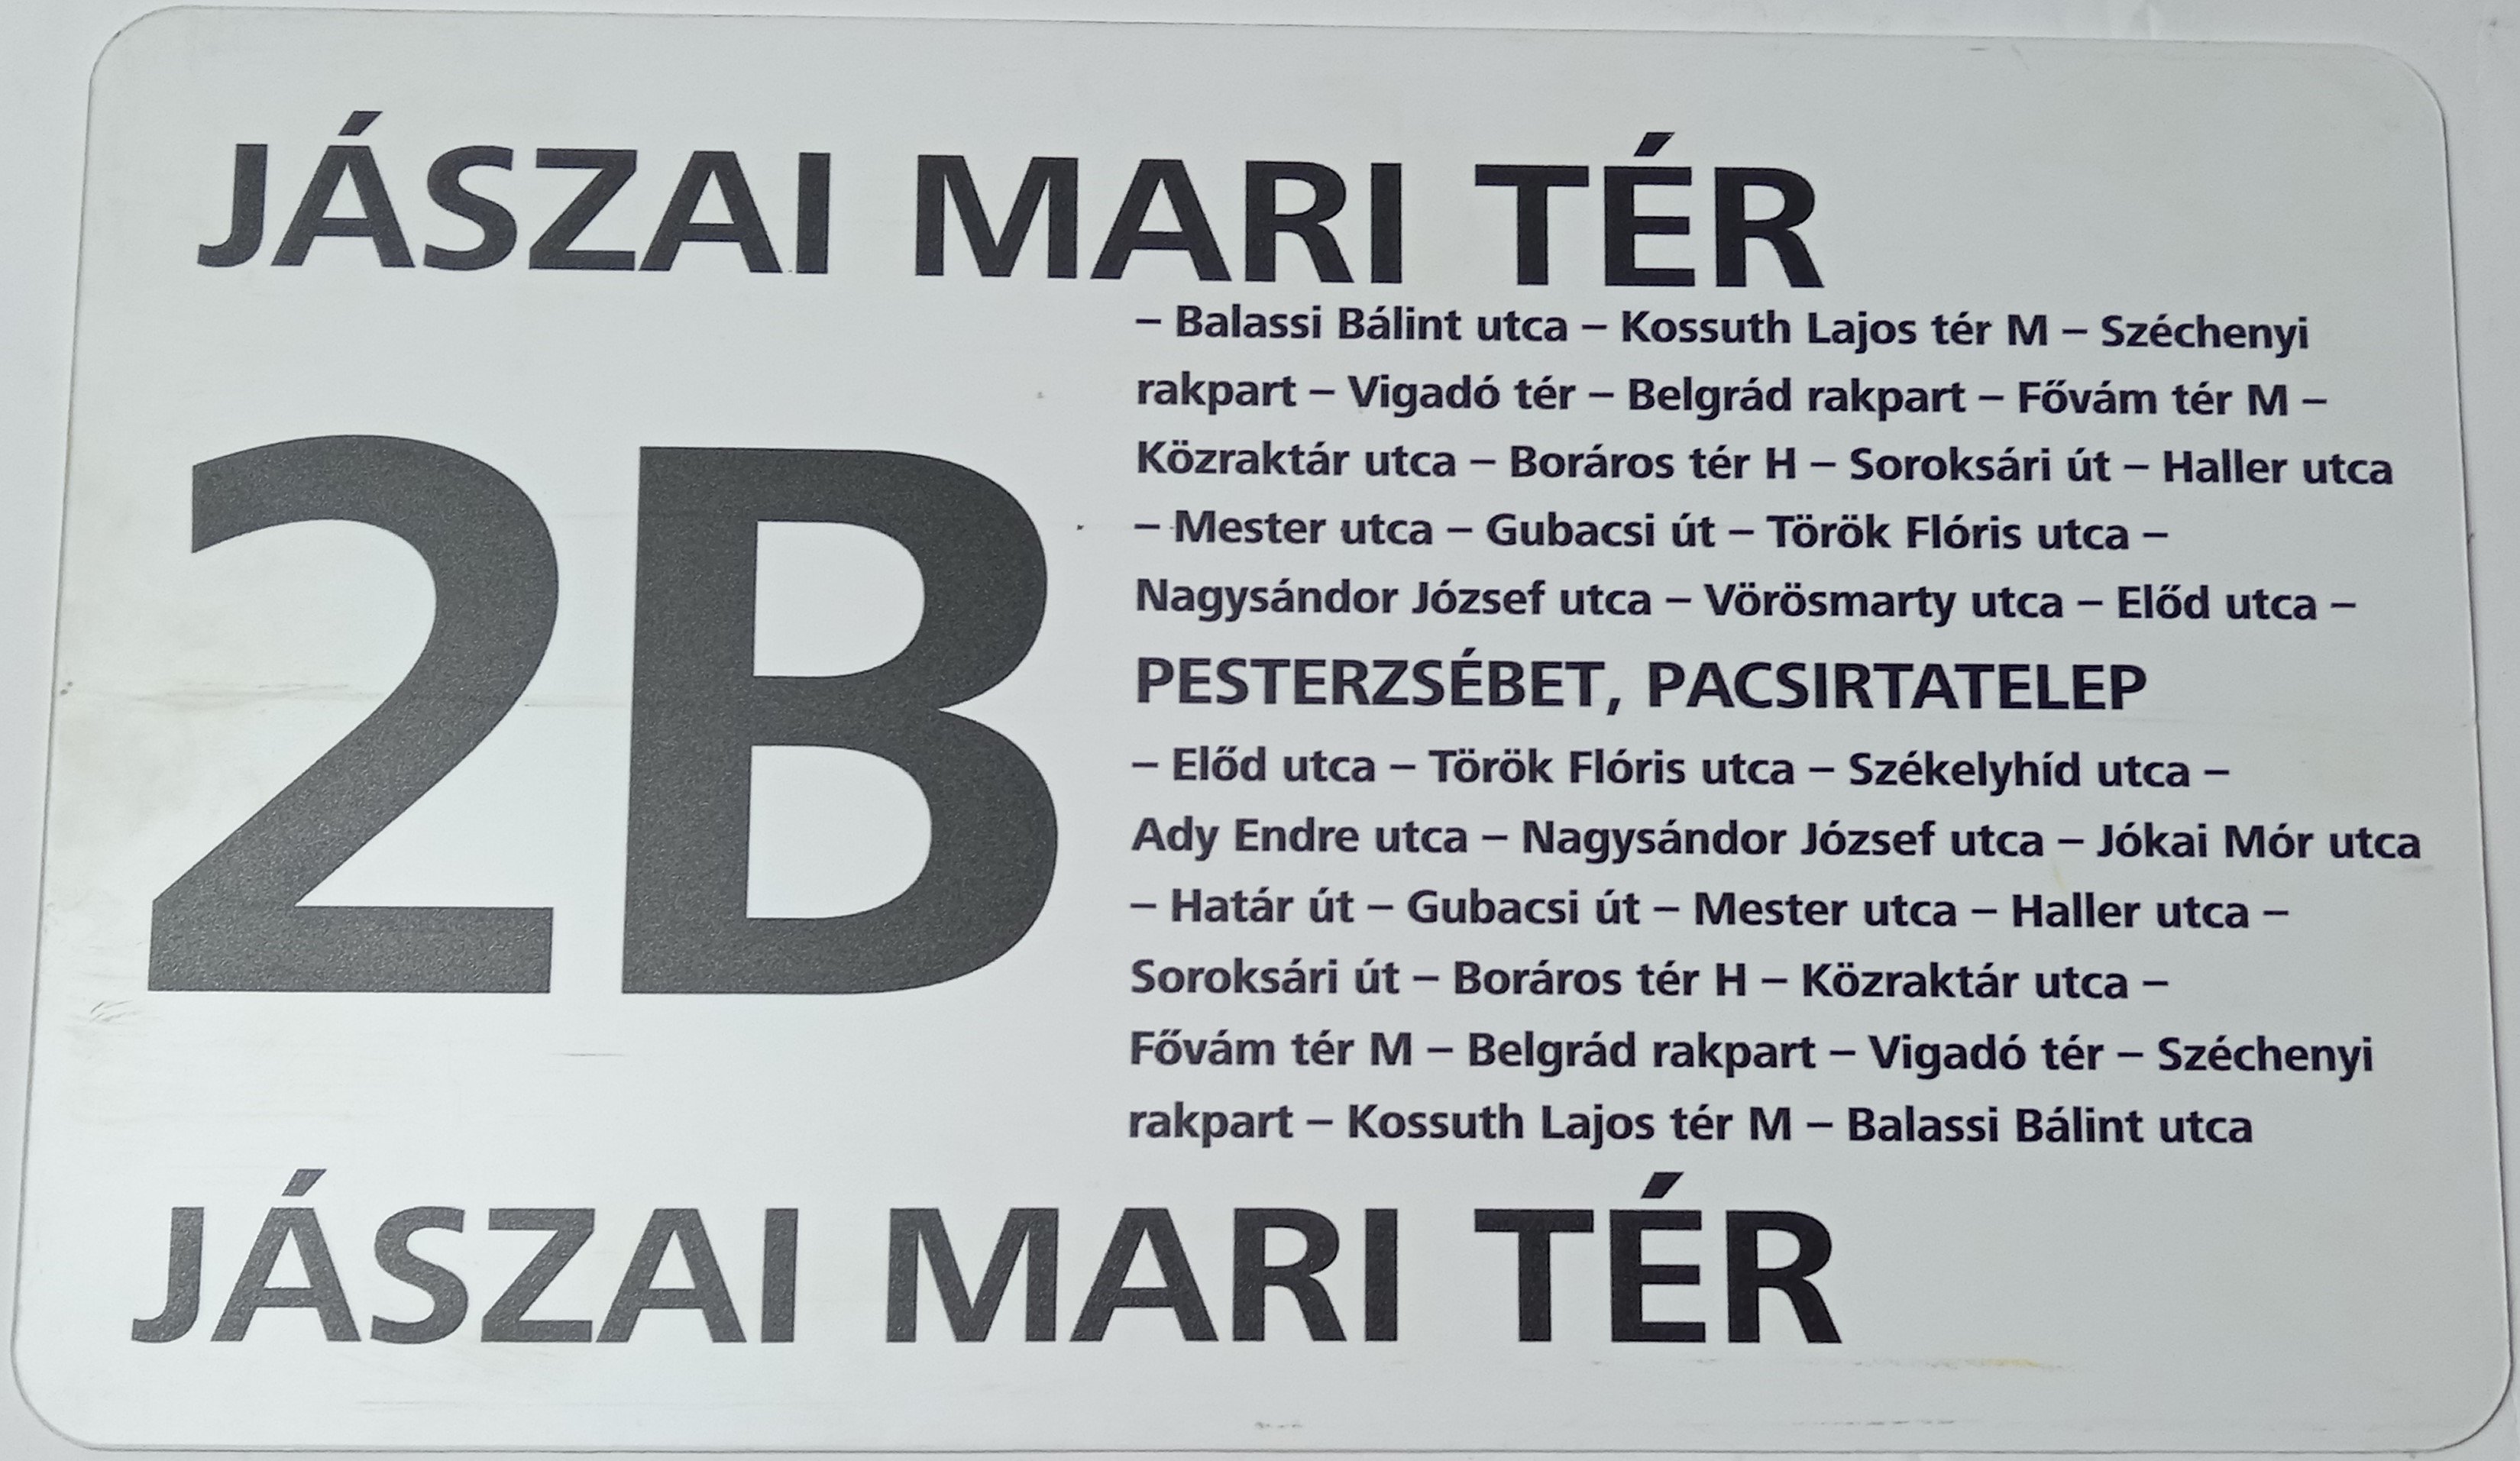 JÁSZAI MARI TÉR
2B
– Balassi Bálint utca – Kossuth Lajos tér M – Széchenyi
rakpart – Vigadó tér – Belgrád rakpart – Fővám tér M –
Közraktár utca – Boráros tér H – Soroksári út – Haller utca
– Mester utca – Gubacsi út – Török Flóris utca –
Nagysándor József utca – Vörösmarty utca – Előd utca –
PESTERZSÉBET, PACSIRTATELEP
– Előd utca – Török Flóris utca – Székelyhíd utca –
Ady Endre utca – Nagysándor József utca – Jókai Mór utca
– Határ út – Gubacsi út – Mester utca – Haller utca –
Soroksári út – Boráros tér H – Közraktár utca –
Fővám tér M – Belgrád rakpart – Vigadó tér – Széchenyi
rakpart – Kossuth Lajos tér M – Balassi Bálint utca
JÁSZAI MARI TÉR